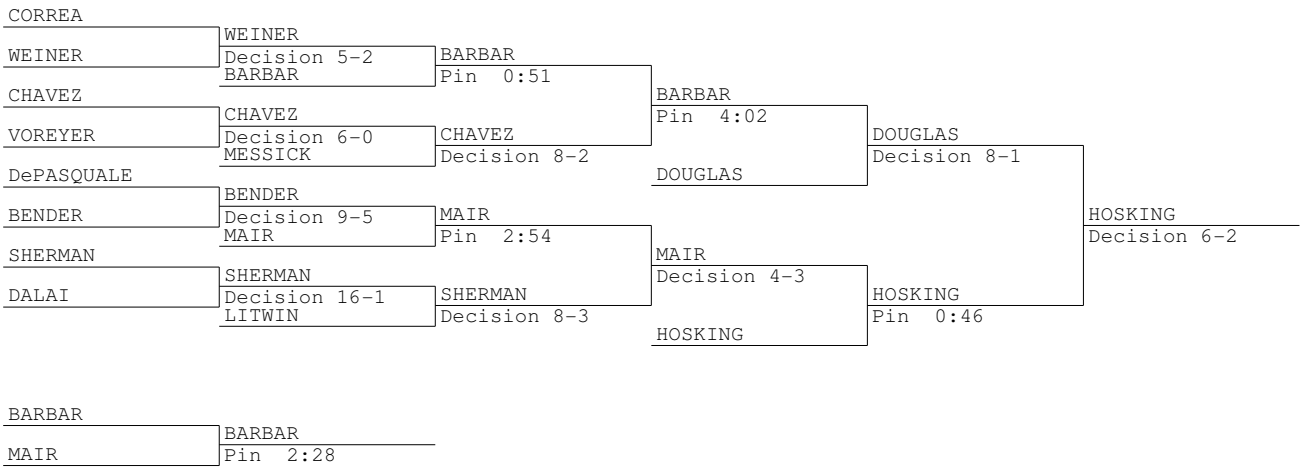 CORREA
WEINER
WEINER
Decision 5-2
BARBAR
BARBAR
Pin 0:51
CHAVEZ
VOREYER
CHAVEZ
Decision 6-0
MESSICK
CHAVEZ
Decision 8-2
BARBAR
Pin 4:02
DOUGLAS
DOUGLAS
Decision 8-1
DePASQUALE
BENDER
BENDER
Decision 9-5
MAIR
MAIR
Pin 2:54
SHERMAN
DALAI
SHERMAN
Decision 16-1
LITWIN
SHERMAN
Decision 8-3
MAIR
Decision 4-3
HOSKING
HOSKING
Pin 0:46
HOSKING
Decision 6-2
BARBAR
MAIR
BARBAR
Pin 2:28